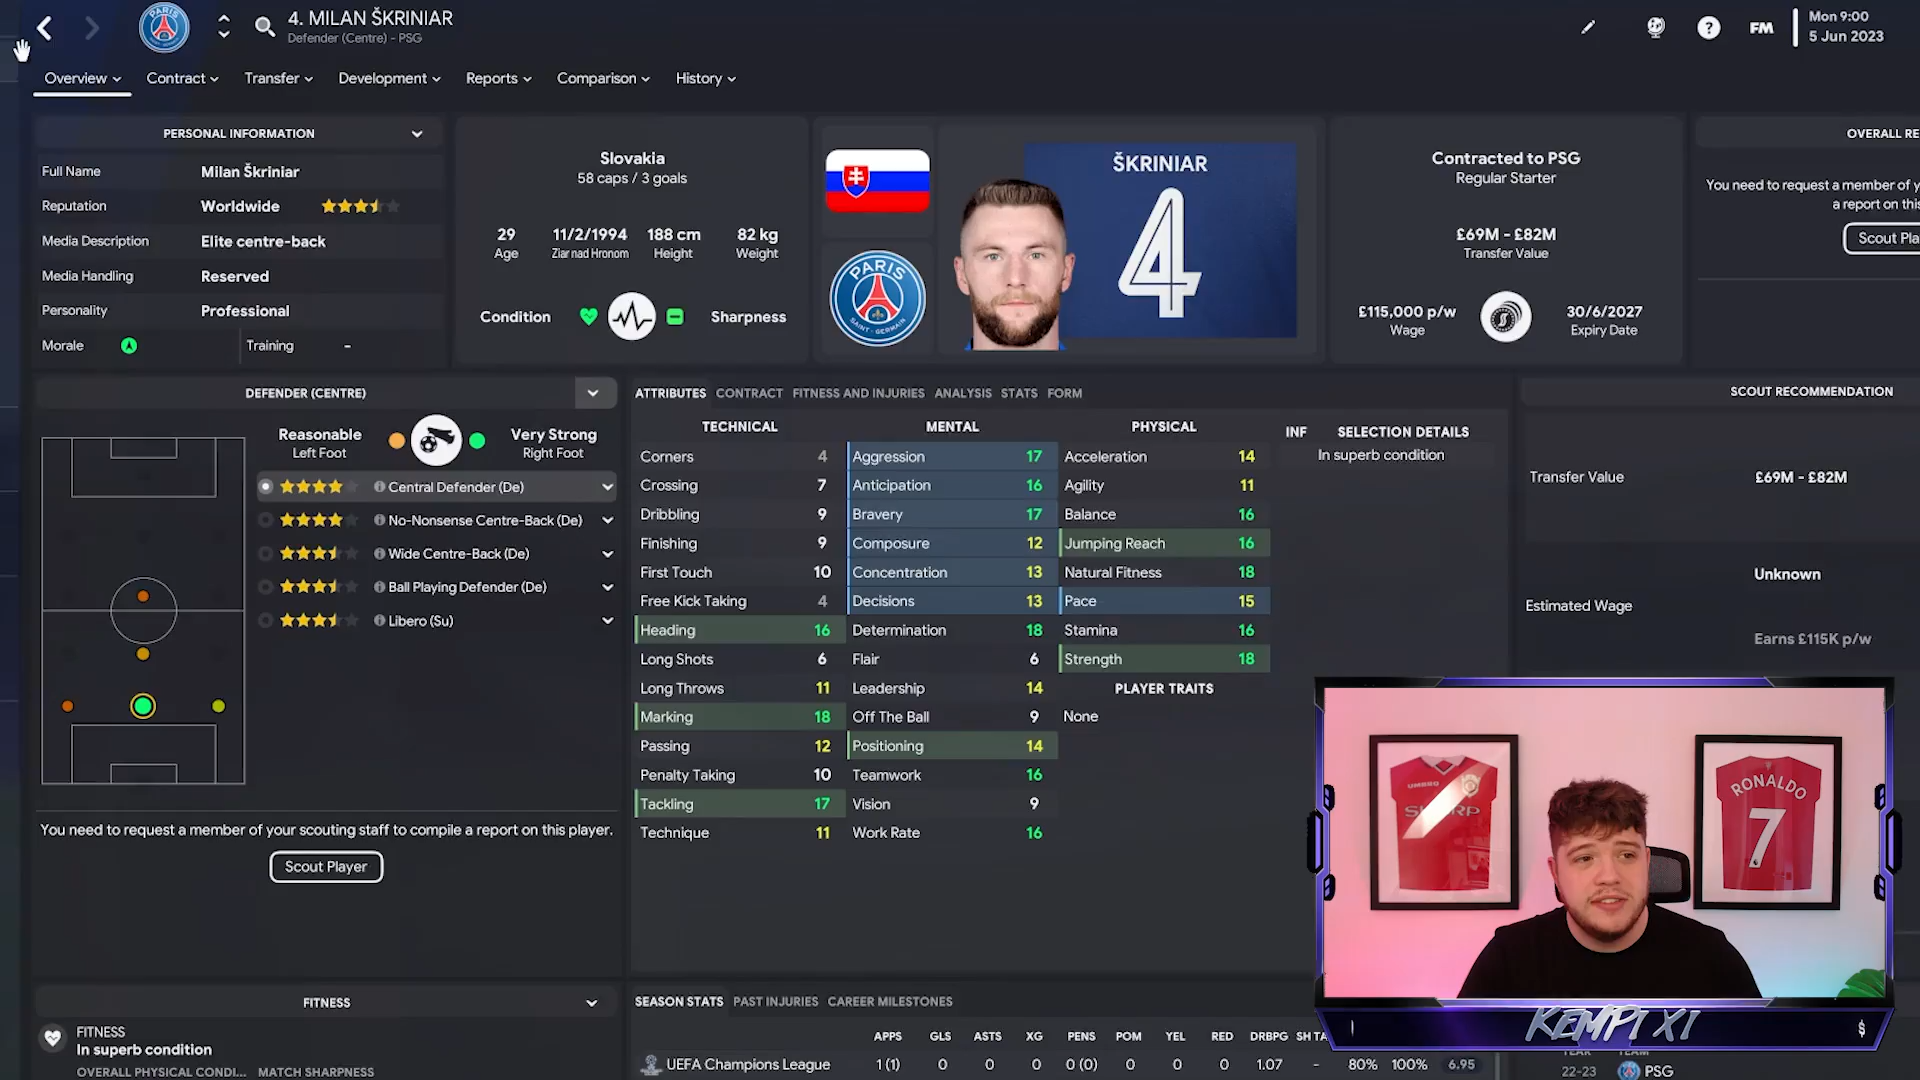 4. MILAN ŠKRINIAR
Defender (Centre) - PSG
FM
Mon 9:00
5 Jun 2023
Overview
Contract
Transfer
Development
Reports
Comparison
History
PERSONAL INFORMATION
Full Name Milan Škriniar
Reputation Worldwide
Media Description Elite centre-back
Media Handling Reserved
Personality Professional
Morale Training -
Slovakia
58 caps / 3 goals
29 11/2/1994 188 cm 82 kg
Age Ziar nad Hronom Height Weight
Condition Sharpness
PARIS
SAINT-GERMAIN
ŠKRINIAR
4
Contracted to PSG
Regular Starter
£69M - £82M
Transfer Value
£115,000 p/w 30/6/2027
Wage Expiry Date
OVERALL RE
You need to request a member of y
a report on this
Scout Pla
DEFENDER (CENTRE)
Reasonable Very Strong
Left Foot Right Foot
Central Defender (De)
No-Nonsense Centre-Back (De)
Wide Centre-Back (De)
Ball Playing Defender (De)
Libero (Su)
You need to request a member of your scouting staff to compile a report on this player.
Scout Player
ATTRIBUTES CONTRACT FITNESS AND INJURIES ANALYSIS STATS FORM
TECHNICAL MENTAL PHYSICAL INF SELECTION DETAILS
Corners 4 Aggression 17 Acceleration 14 In superb condition
Crossing 7 Anticipation 16 Agility 11
Dribbling 9 Bravery 17 Balance 16
Finishing 9 Composure 12 Jumping Reach 16
First Touch 10 Concentration 13 Natural Fitness 18
Free Kick Taking 4 Decisions 13 Pace 15
Heading 16 Determination 18 Stamina 16
Long Shots 6 Flair 6 Strength 18
Long Throws 11 Leadership 14 PLAYER TRAITS
Marking 18 Off The Ball 9 None
Passing 12 Positioning 14
Penalty Taking 10 Teamwork 16
Tackling 17 Vision 9
Technique 11 Work Rate 16
SCOUT RECOMMENDATION
Transfer Value £69M - £82M
Unknown
Estimated Wage
Earns £115K p/w
UMBRO
SHARP
RONALDO
7
KEMPI XI
FITNESS
FITNESS
In superb condition
OVERALL PHYSICAL CONDI... MATCH SHARPNESS
SEASON STATS PAST INJURIES CAREER MILESTONES
APPS GLS ASTS XG PENS POM YEL RED DRBPG SH TA
UEFA Champions League 1 (1) 0 0 0 0 (0) 0 0 0 1.07 - 80% 100% 6.95
YEAR TEAM
22-23 PSG